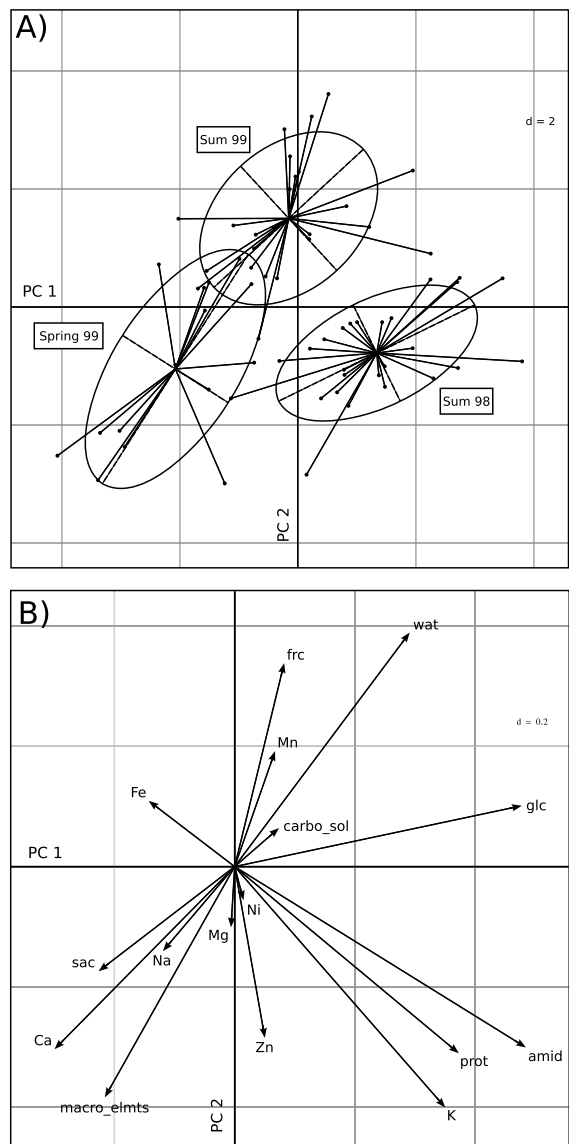 A)
Sum 99
d = 2
PC 1
Spring 99
Sum 98
PC 2
B)
wat
frc
d = 0.2
Mn
Fe
glc
carbo_sol
PC 1
Ni
Mg
Na
sac
Ca
Zn
amid
prot
macro_elmts
K
PC 2